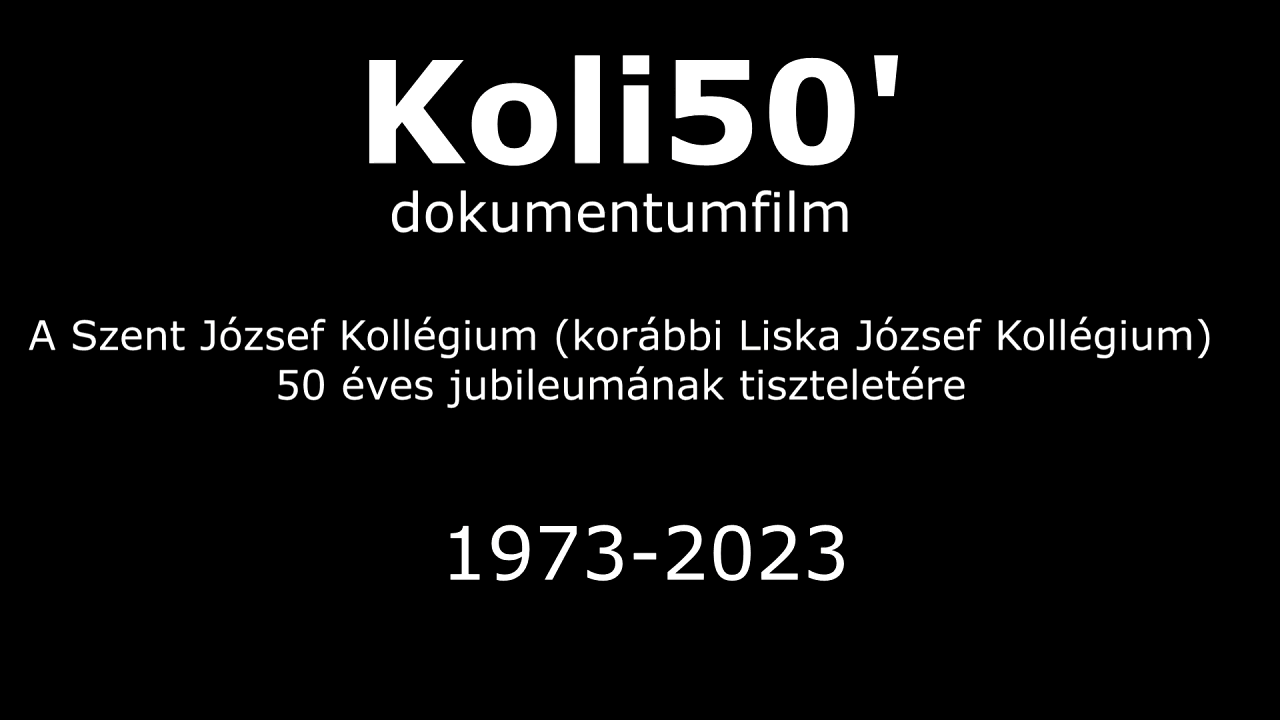 Koli50'
dokumentumfilm
A Szent József Kollégium (korábbi Liska József Kollégium)
50 éves jubileumának tiszteletére
1973-2023